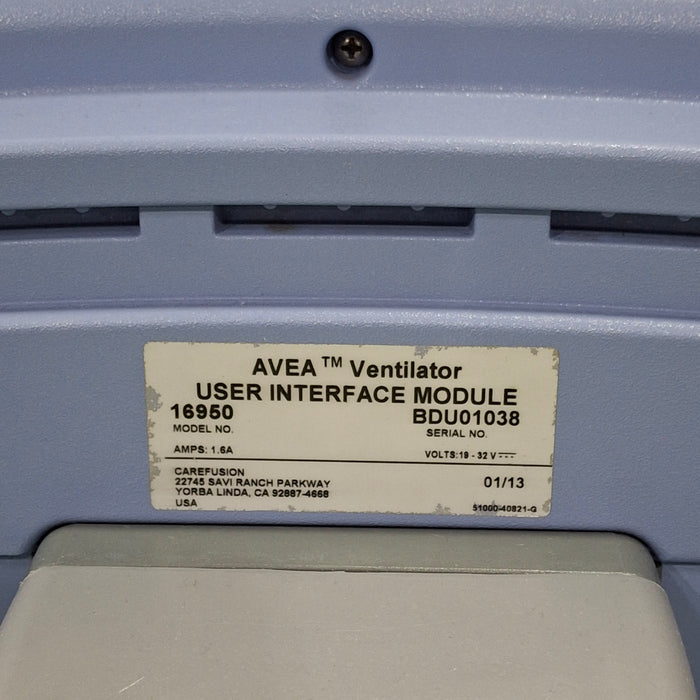 AVEA™ Ventilator
USER INTERFACE MODULE
16950 BDU01038
MODEL NO. SERIAL NO.
AMPS: 1.6A VOLTS:19 - 32 V ⎓
CAREFUSION
22745 SAVI RANCH PARKWAY 01/13
YORBA LINDA, CA 92887-4668
USA 51000-40821-G